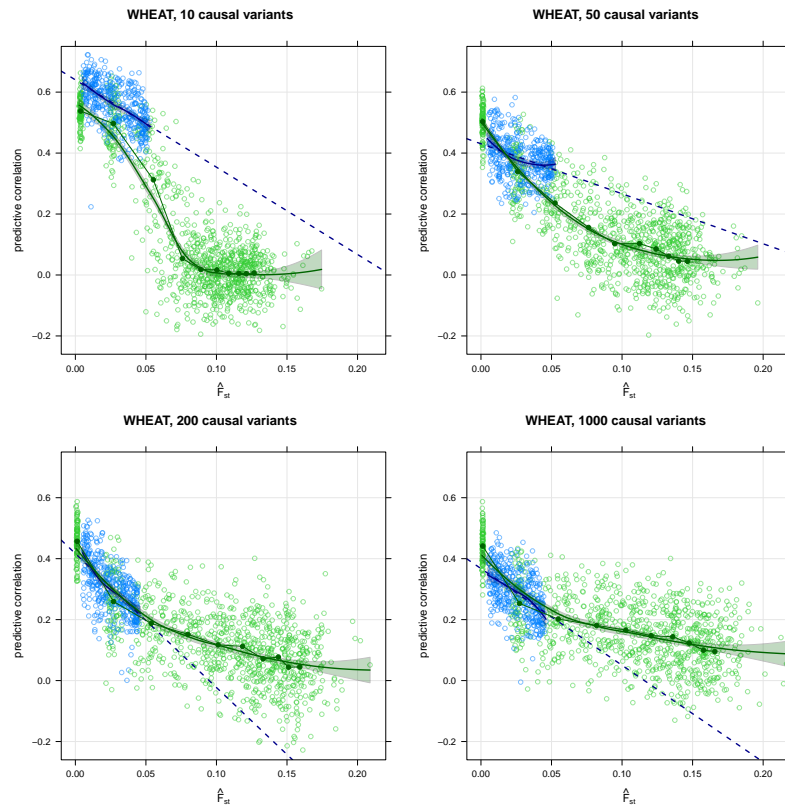 WHEAT, 10 causal variants
predictive correlation
0.6
0.4
0.2
0.0
−0.2
0.00 0.05 0.10 0.15 0.20
F̂st
WHEAT, 50 causal variants
predictive correlation
0.6
0.4
0.2
0.0
−0.2
0.00 0.05 0.10 0.15 0.20
F̂st
WHEAT, 200 causal variants
predictive correlation
0.6
0.4
0.2
0.0
−0.2
0.00 0.05 0.10 0.15 0.20
F̂st
WHEAT, 1000 causal variants
predictive correlation
0.6
0.4
0.2
0.0
−0.2
0.00 0.05 0.10 0.15 0.20
F̂st